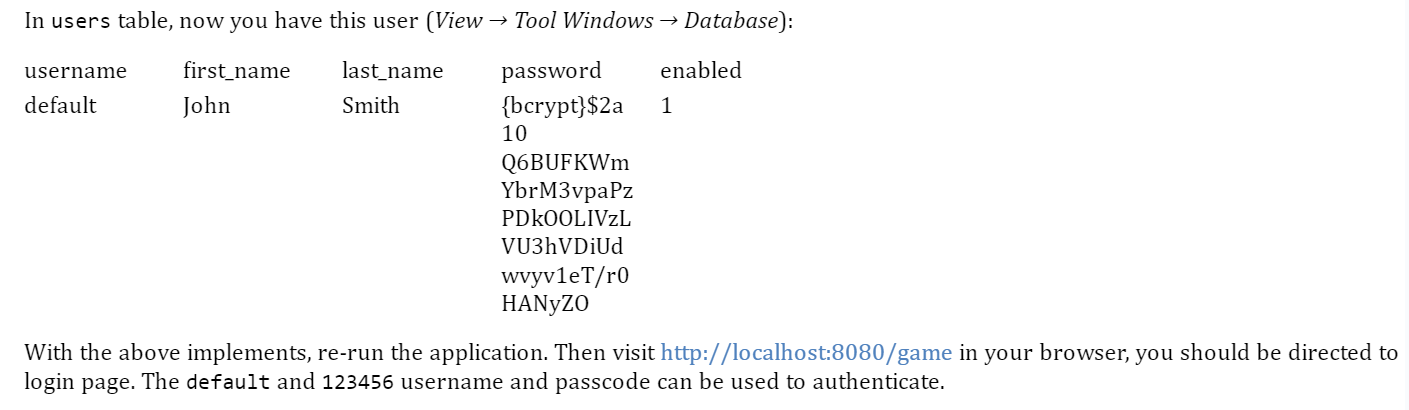 In users table, now you have this user (View → Tool Windows → Database):
username first_name last_name password enabled
default John Smith {bcrypt}$2a 1
10
Q6BUFKWm
YbrM3vpaPz
PDkOOLIVzL
VU3hVDiUd
wvyv1eT/r0
HANyZO
With the above implements, re-run the application. Then visit http://localhost:8080/game in your browser, you should be directed to
login page. The default and 123456 username and passcode can be used to authenticate.